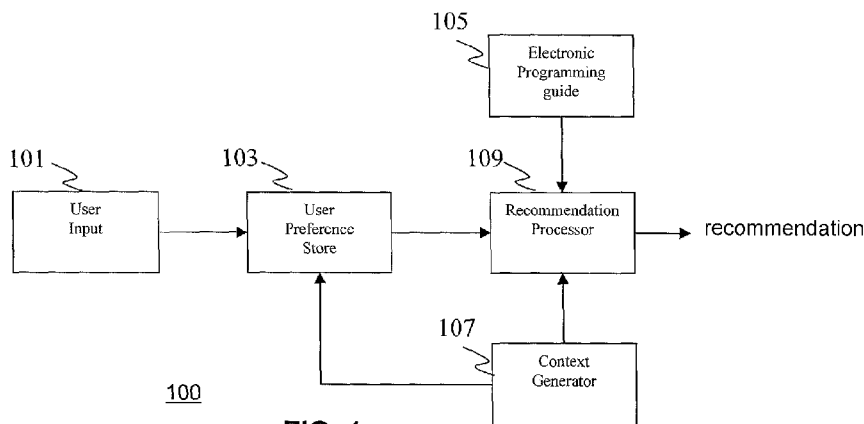 105
Electronic
Programming
guide
101
User
Input
103
User
Preference
Store
109
Recommendation
Processor
recommendation
107
Context
Generator
100